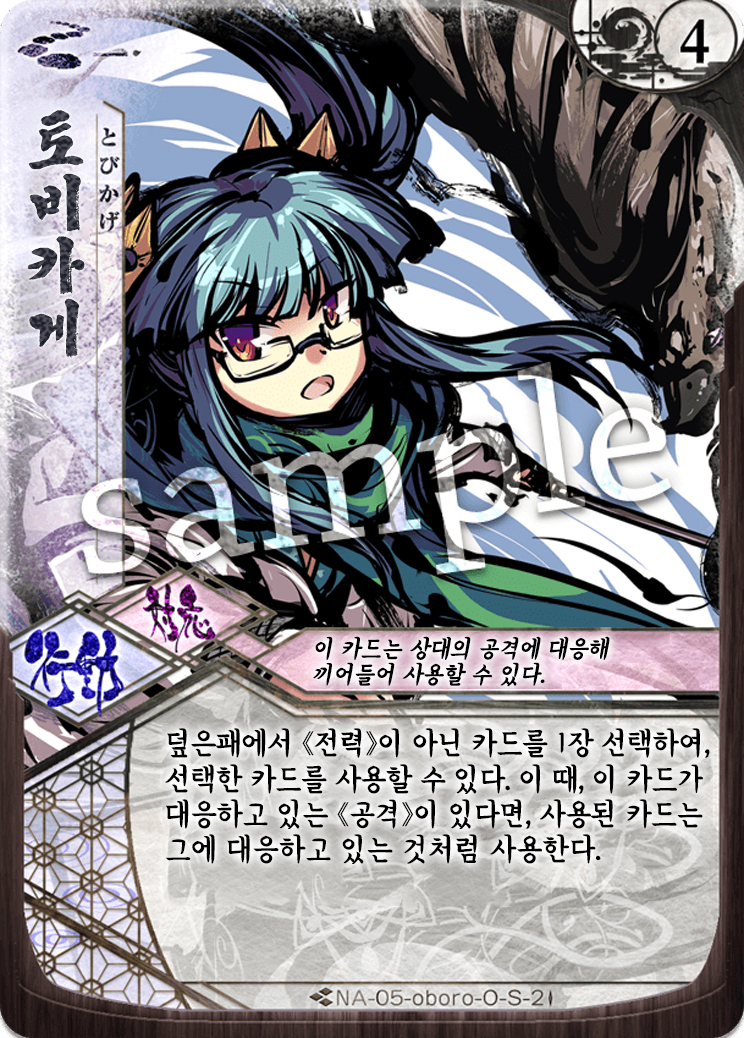 4
토비카게
とびかげ
sample
対応
行動
이 카드는 상대의 공격에 대응해
끼어들어 사용할 수 있다.
덮은패에서 《전력》이 아닌 카드를 1장 선택하여,
선택한 카드를 사용할 수 있다. 이 때, 이 카드가
대응하고 있는 《공격》이 있다면, 사용된 카드는
그에 대응하고 있는 것처럼 사용한다.
NA-05-oboro-O-S-2